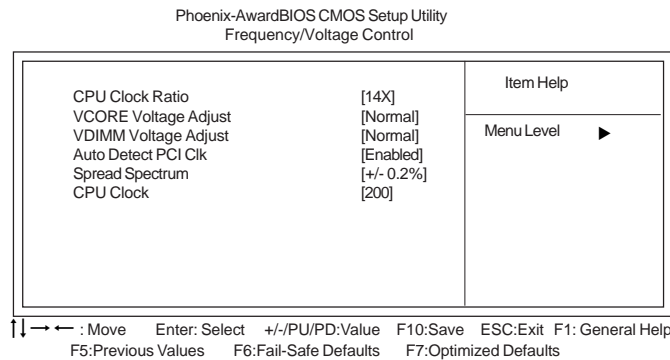 Phoenix-AwardBIOS CMOS Setup Utility
Frequency/Voltage Control
CPU Clock Ratio [14X]
VCORE Voltage Adjust [Normal]
VDIMM Voltage Adjust [Normal]
Auto Detect PCI Clk [Enabled]
Spread Spectrum [+/- 0.2%]
CPU Clock [200]
Item Help
Menu Level ▶
↑↓→← : Move Enter: Select +/-/PU/PD:Value F10:Save ESC:Exit F1: General Help
F5:Previous Values F6:Fail-Safe Defaults F7:Optimized Defaults